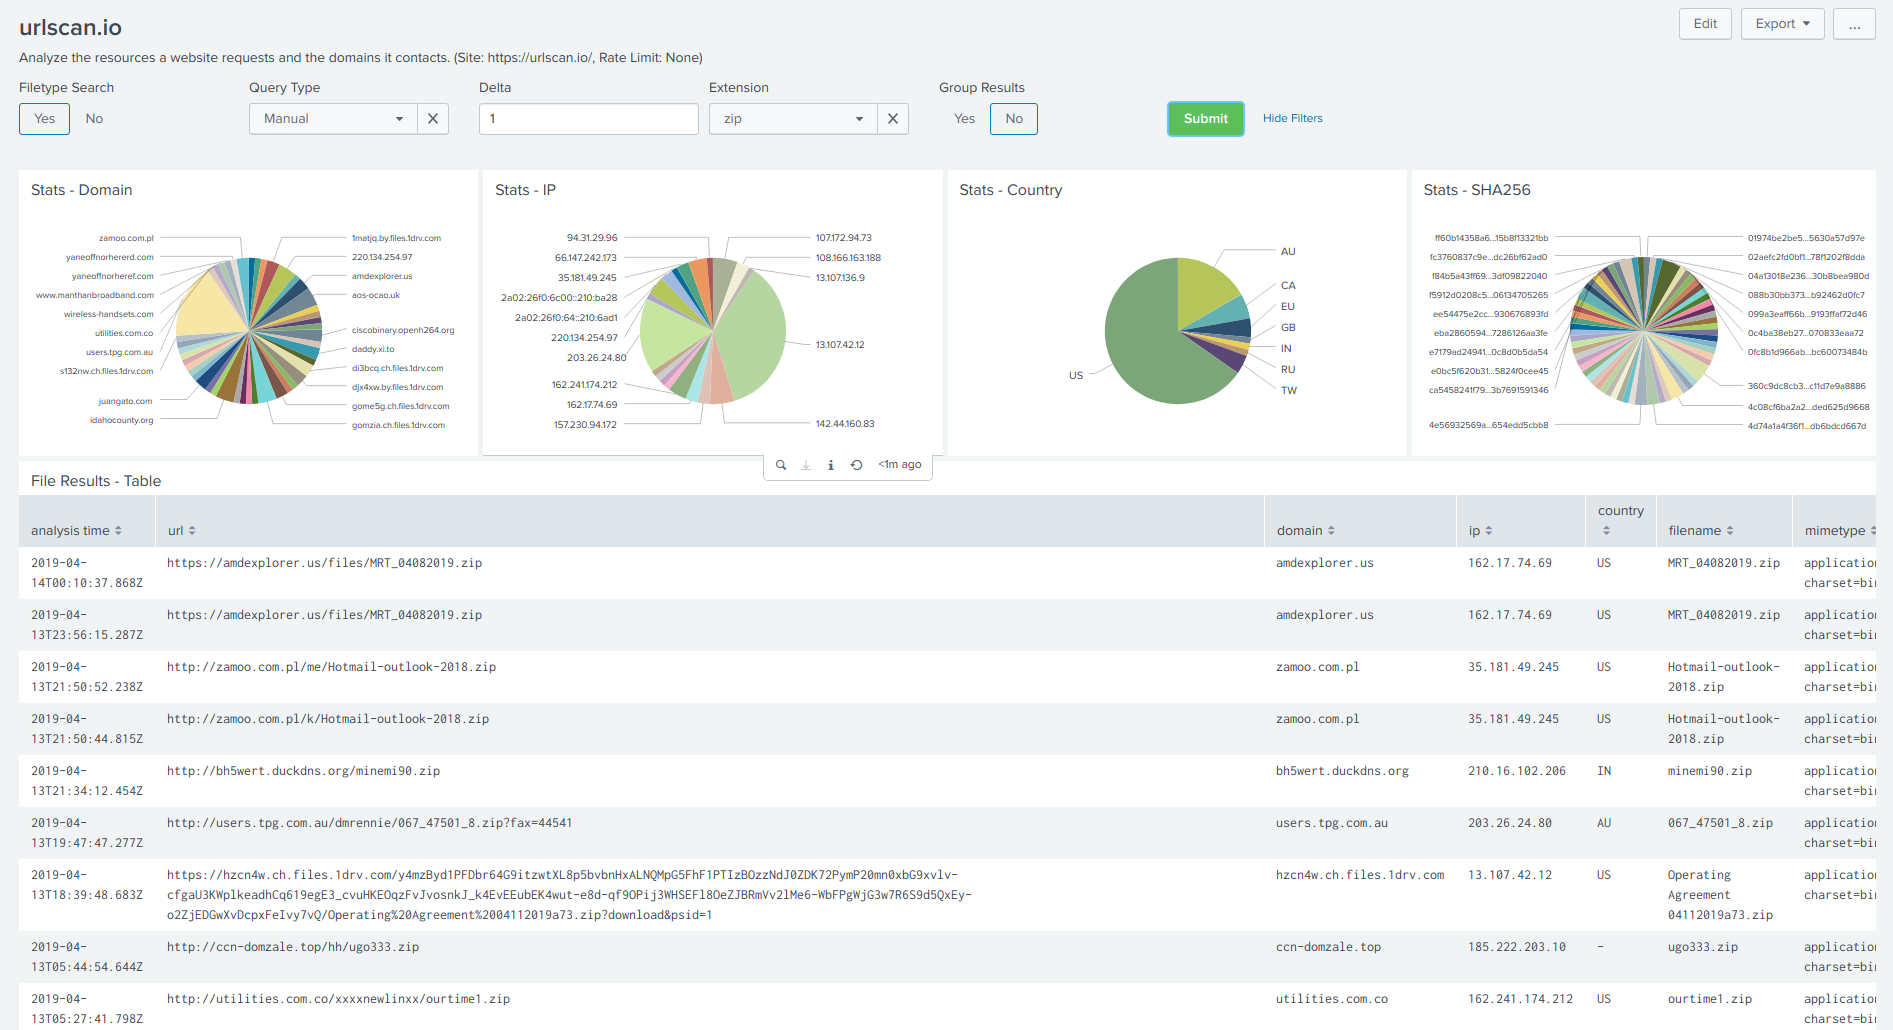 urlscan.io
Edit
Export
...
Analyze the resources a website requests and the domains it contacts. (Site: https://urlscan.io/, Rate Limit: None)
Filetype Search
Query Type
Delta
Extension
Group Results
Yes
No
Manual
1
zip
Yes
No
Submit
Hide Filters
Stats - Domain
zamoo.com.pl
yaneoffnorhererd.com
yaneoffnorheref.com
www.manthanbroadband.com
wireless-handsets.com
utilities.com.co
users.tpg.com.au
s132nw.ch.files.1drv.com
juangato.com
idahocounty.org
1matjq.by.files.1drv.com
220.134.254.97
amdexplorer.us
aos-ocao.uk
ciscobinary.openh264.org
daddy.xi.to
di3bcq.ch.files.1drv.com
djx4xw.by.files.1drv.com
gome5g.ch.files.1drv.com
gomzia.ch.files.1drv.com
Stats - IP
94.31.29.96
66.147.242.173
35.181.49.245
2a02:26f0:6c00::210:ba28
2a02:26f0:64::210:6ad1
220.134.254.97
203.26.24.80
162.241.174.212
162.17.74.69
157.230.94.172
107.172.94.73
108.166.163.188
13.107.136.9
13.107.42.12
142.44.160.83
Stats - Country
US
AU
CA
EU
GB
IN
RU
TW
Stats - SHA256
ff60b14358a6...15b8f13321bb
fc3760837c9e...dc26bf62ad0
f84b5a43ff69...3df09822040
f5912d0208c5...06134705265
ee54475e2cc...930676893fd
eba2860594...7286126aa3fe
e7179ad24941...0c8d0b5da54
e0bc5f620b31...5824f0cee45
ca5458241f79...3b7691591346
4e56932569a...654edd5cbb8
01974be2be5...5630a57d97e
02aefc2fd0bf1...78f1202f8dda
04a13018e236...30b8bea980d
088b30bb373...b92462d0fc7
099a3eaff66b...9193ffaf72d46
0c4ba38eb27...070833eaa72
0fc8b1d966ab...bc60073484b
360c9dc8cb3...c11d7e9a8886
4c08cf6ba2a2...ded625d9668
4d74a1a4f36f1...db6bdcd667d
<1m ago
File Results - Table
analysis time
url
domain
ip
country
filename
mimetype
2019-04-
14T00:10:37.868Z
https://amdexplorer.us/files/MRT_04082019.zip
amdexplorer.us
162.17.74.69
US
MRT_04082019.zip
application
charset=bin
2019-04-
13T23:56:15.287Z
https://amdexplorer.us/files/MRT_04082019.zip
amdexplorer.us
162.17.74.69
US
MRT_04082019.zip
application
charset=bin
2019-04-
13T21:50:52.238Z
http://zamoo.com.pl/me/Hotmail-outlook-2018.zip
zamoo.com.pl
35.181.49.245
US
Hotmail-outlook-
2018.zip
application
charset=bin
2019-04-
13T21:50:44.815Z
http://zamoo.com.pl/k/Hotmail-outlook-2018.zip
zamoo.com.pl
35.181.49.245
US
Hotmail-outlook-
2018.zip
application
charset=bin
2019-04-
13T21:34:12.454Z
http://bh5wert.duckdns.org/minemi90.zip
bh5wert.duckdns.org
210.16.102.206
IN
minemi90.zip
application
charset=bin
2019-04-
13T19:47:47.277Z
http://users.tpg.com.au/dmrennie/067_47501_8.zip?fax=44541
users.tpg.com.au
203.26.24.80
AU
067_47501_8.zip
application
charset=bin
2019-04-
13T18:39:48.683Z
https://hzcn4w.ch.files.1drv.com/y4mzByd1PFDbr64G9itzwtXL8p5bvbnHxALNQMpG5FhF1PTIzBOzzNdJ0ZDK72PymP20mn0xbG9xvlv-
cfgaU3KWplkeadhCq619egE3_cvuHKEOqzFvJvosnkJ_k4EvEEubEK4wut-e8d-qf9OPij3WHSEFl8OeZJBRmVv2lMe6-WbFPgWjG3w7R6S9d5QxEy-
o2ZjEDGwXvDcpxFeIvy7vQ/Operating%20Agreement%2004112019a73.zip?download&psid=1
hzcn4w.ch.files.1drv.com
13.107.42.12
US
Operating
Agreement
04112019a73.zip
application
charset=bin
2019-04-
13T05:44:54.644Z
http://ccn-domzale.top/hh/ugo333.zip
ccn-domzale.top
185.222.203.10
-
ugo333.zip
application
charset=bin
2019-04-
13T05:27:41.798Z
http://utilities.com.co/xxxxnewlinxx/ourtime1.zip
utilities.com.co
162.241.174.212
US
ourtime1.zip
application
charset=bin